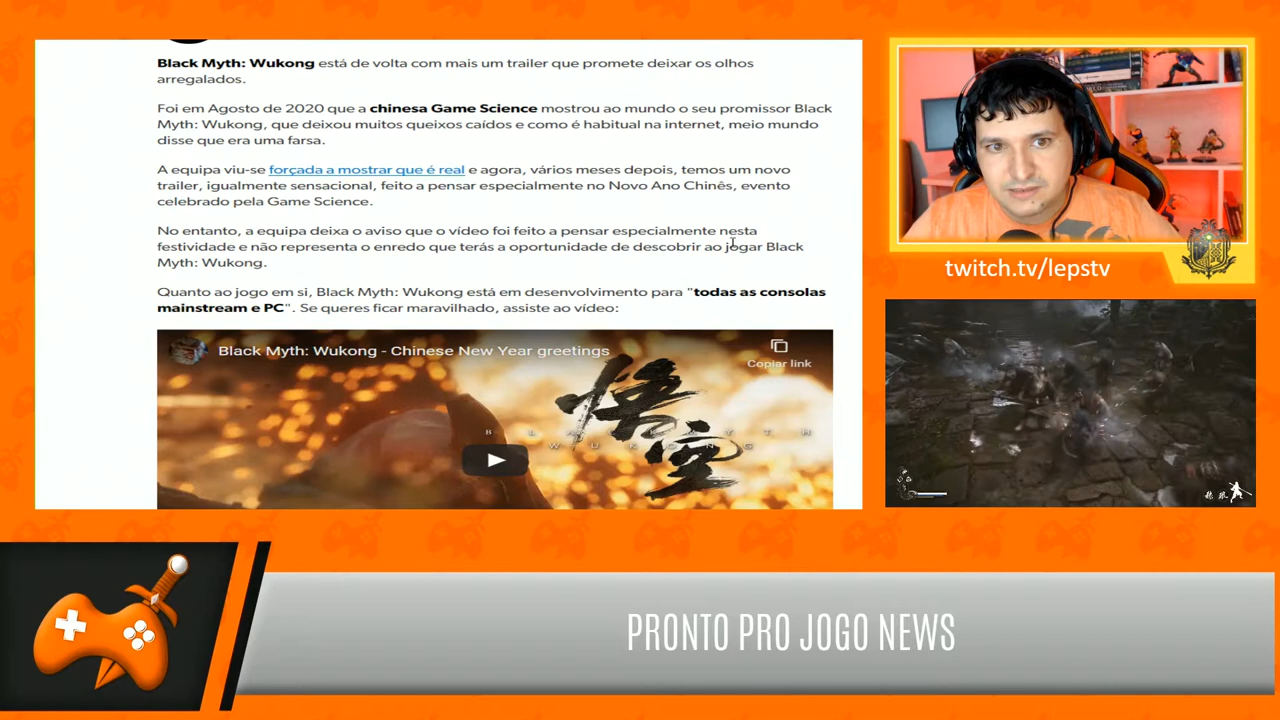 Black Myth: Wukong está de volta com mais um trailer que promete deixar os olhos
arregalados.
Foi em Agosto de 2020 que a chinesa Game Science mostrou ao mundo o seu promissor Black
Myth: Wukong, que deixou muitos queixos caídos e como é habitual na internet, meio mundo
disse que era uma farsa.
A equipa viu-se forçada a mostrar que é real e agora, vários meses depois, temos um novo
trailer, igualmente sensacional, feito a pensar especialmente no Novo Ano Chinês, evento
celebrado pela Game Science.
No entanto, a equipa deixa o aviso que o vídeo foi feito a pensar especialmente nesta
festividade e não representa o enredo que terás a oportunidade de descobrir ao jogar Black
Myth: Wukong.
Quanto ao jogo em si, Black Myth: Wukong está em desenvolvimento para "todas as consolas
mainstream e PC". Se queres ficar maravilhado, assiste ao vídeo:
Black Myth: Wukong - Chinese New Year greetings
Copiar link
悟空
twitch.tv/lepstv
PRONTO PRO JOGO NEWS